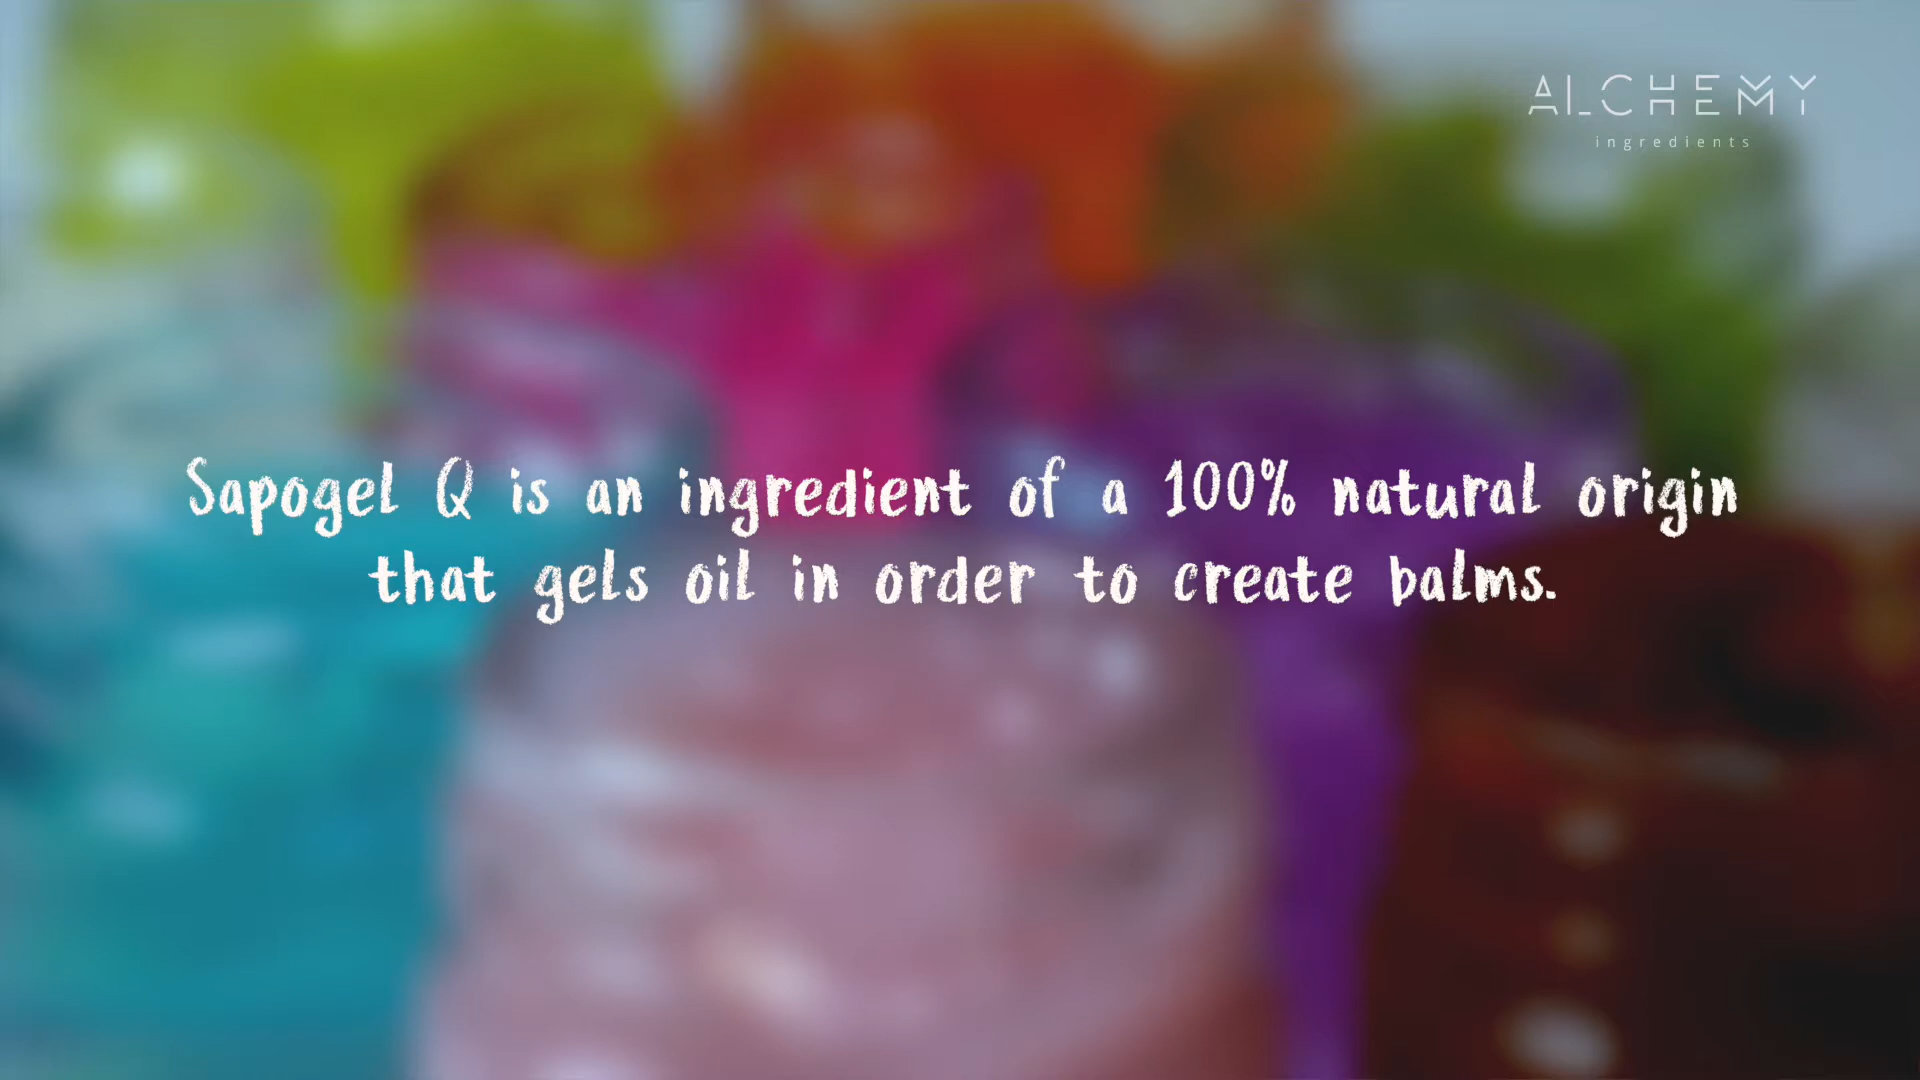 ALCHEMY
ingredients
Sapogel Q is an ingredient of a 100% natural origin
that gels oil in order to create balms.